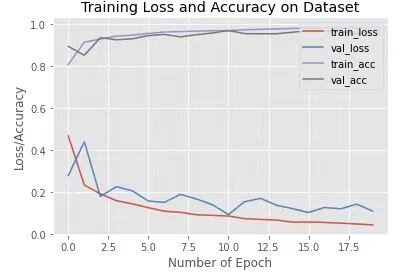 Training Loss and Accuracy on Dataset
1.0
0.8
0.6
0.4
0.2
0.0
Loss/Accuracy
train_loss
val_loss
train_acc
val_acc
0.0 2.5 5.0 7.5 10.0 12.5 15.0 17.5
Number of Epoch